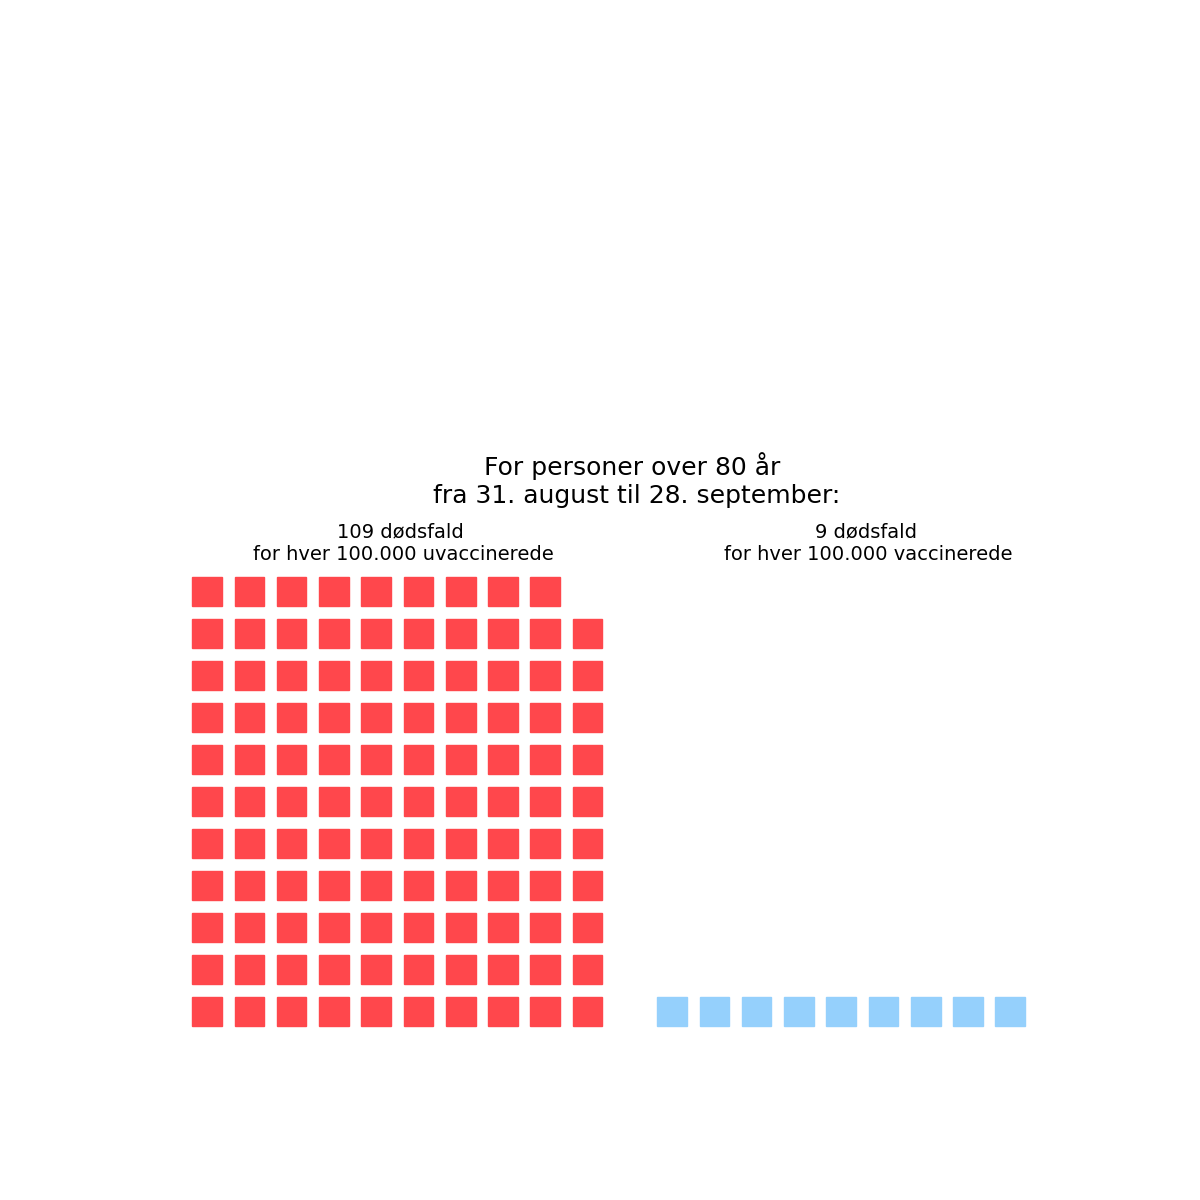 For personer over 80 år
fra 31. august til 28. september:
109 dødsfald
for hver 100.000 uvaccinerede
9 dødsfald
for hver 100.000 vaccinerede